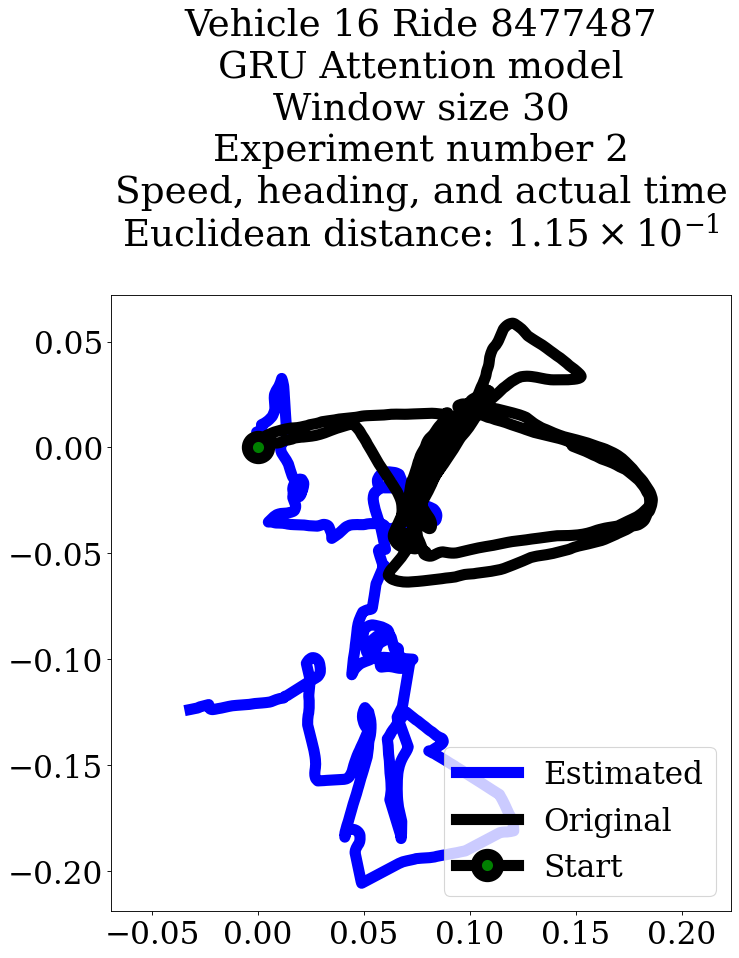 Vehicle 16 Ride 8477487
GRU Attention model
Window size 30
Experiment number 2
Speed, heading, and actual time
Euclidean distance: 1.15 × 10⁻¹
0.05
0.00
−0.05
−0.10
−0.15
−0.20
Estimated
Original
Start
−0.05 0.00 0.05 0.10 0.15 0.20